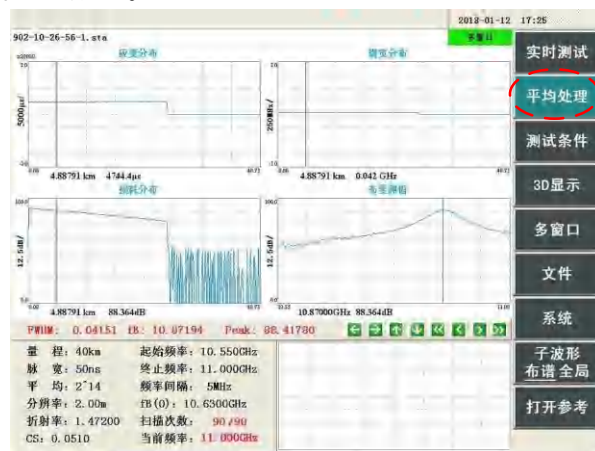 2018-01-12 17:25
902-10-26-56-1.sta
多窗口
应变分布
频宽分布
5000με/
250MHz/
4.88791 km 4744.4με
4.88791 km 0.042 GHz
损耗分布
布里渊谱
12.5dB/
12.5dB/
4.88791 km 88.364dB
10.87000GHz 88.364dB
FWHM: 0.04151 fB: 10.87194 Peak: 88.41780
量 程: 40km 起始频率: 10.550GHz
脉 宽: 50ns 终止频率: 11.000GHz
平 均: 2^14 频率间隔: 5MHz
分辨率: 2.00m fB(0): 10.6300GHz
折射率: 1.47200 扫描次数: 90/90
CS: 0.0510 当前频率: 11.000GHz
实时测试
平均处理
测试条件
3D显示
多窗口
文件
系统
子波形
布谱 全局
打开参考